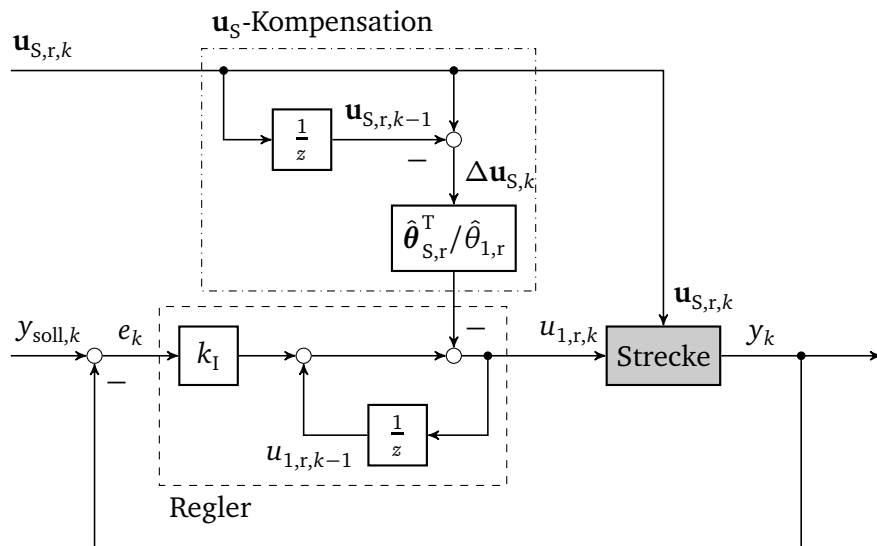 𝐮_S-Kompensation
𝐮_{S,r,k}
1/z
𝐮_{S,r,k−1}
−
Δ𝐮_{S,k}
𝛉̂_{S,r}^T/θ̂_{1,r}
𝐮_{S,r,k}
−
y_{soll,k}
e_k
k_I
u_{1,r,k}
Strecke
y_k
−
1/z
u_{1,r,k−1}
Regler